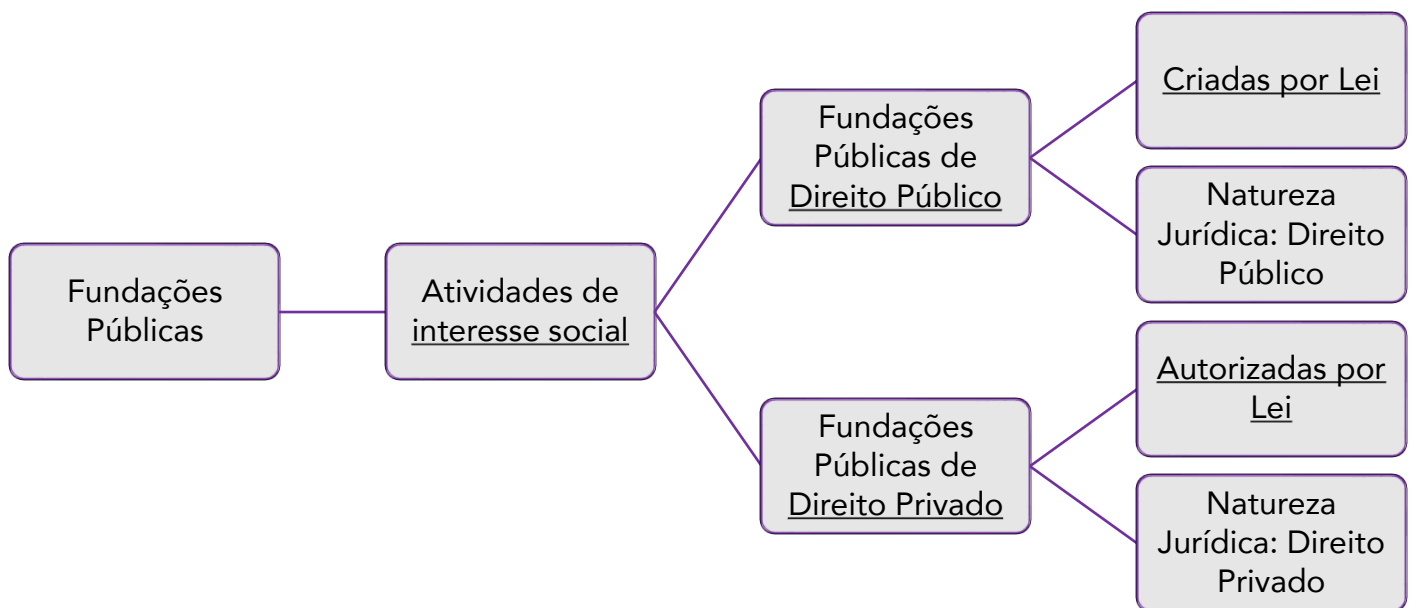 Fundações
Públicas
Atividades de
interesse social
Fundações
Públicas de
Direito Público
Criadas por Lei
Natureza
Jurídica: Direito
Público
Fundações
Públicas de
Direito Privado
Autorizadas por
Lei
Natureza
Jurídica: Direito
Privado